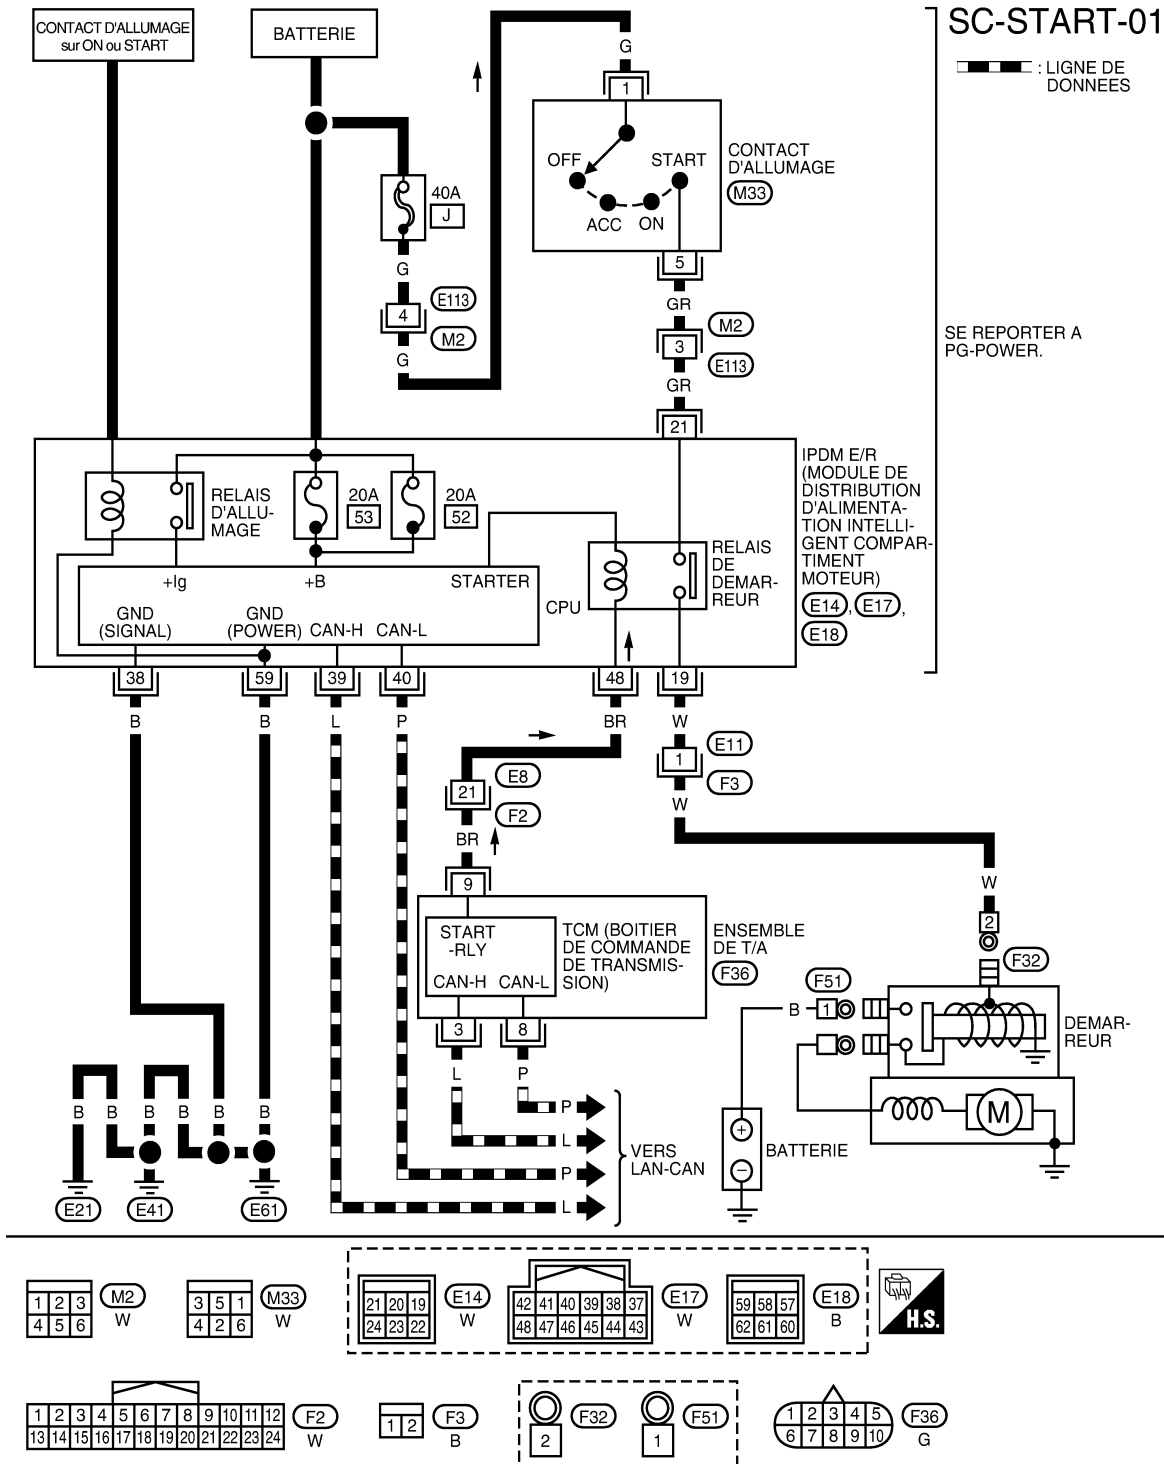 SC-START-01
CONTACT D'ALLUMAGE
sur ON ou START
BATTERIE
: LIGNE DE
DONNEES
G
1
OFF
START
ACC
ON
CONTACT
D'ALLUMAGE
M33
40A
J
G
4
E113
M2
G
5
GR
M2
3
E113
GR
21
SE REPORTER A
PG-POWER.
RELAIS
D'ALLU-
MAGE
20A
53
20A
52
RELAIS
DE
DEMAR-
REUR
IPDM E/R
(MODULE DE
DISTRIBUTION
D'ALIMENTA-
TION INTELLI-
GENT COMPAR-
TIMENT
MOTEUR)
E14, E17,
E18
+Ig
+B
STARTER
CPU
GND
(SIGNAL)
GND
(POWER)
CAN-H
CAN-L
38
59
39
40
48
19
B
B
L
P
BR
W
1
E11
F3
W
21
E8
F2
BR
9
START
-RLY
CAN-H
CAN-L
TCM (BOITIER
DE COMMANDE
DE TRANSMIS-
SION)
ENSEMBLE
DE T/A
F36
3
8
L
P
W
2
F32
F51
B
1
DEMAR-
REUR
M
BATTERIE
+
−
P
L
P
L
VERS
LAN-CAN
B
B
B
B
B
B
E21
E41
E61
1 2 3
4 5 6
M2
W
3 5 1
4 2 6
M33
W
21 20 19
24 23 22
E14
W
42 41 40 39 38 37
48 47 46 45 44 43
E17
W
59 58 57
62 61 60
E18
B
H.S.
1 2 3 4 5 6 7 8 9 10 11 12
13 14 15 16 17 18 19 20 21 22 23 24
F2
W
1 2
F3
B
2
F32
1
F51
1 2 3 4 5
6 7 8 9 10
F36
G